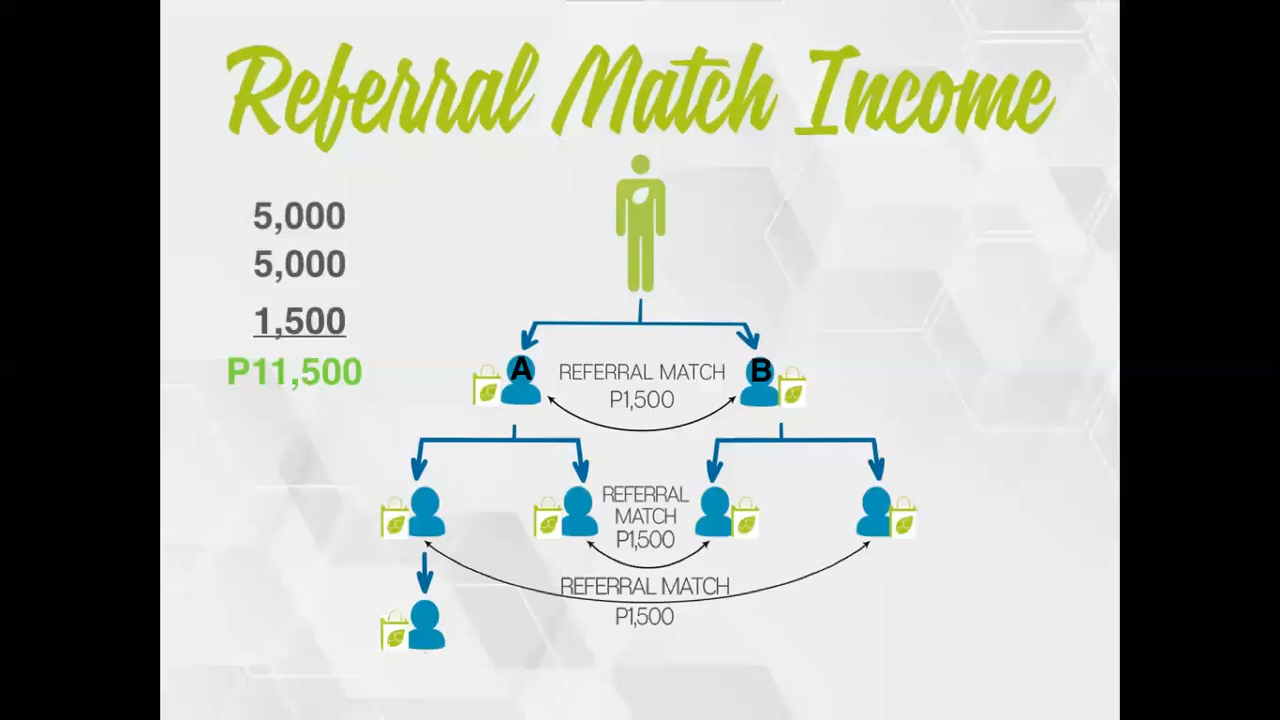 Referral Match Income
5,000
5,000
1,500
P11,500
A
REFERRAL MATCH
P1,500
B
REFERRAL
MATCH
P1,500
REFERRAL MATCH
P1,500